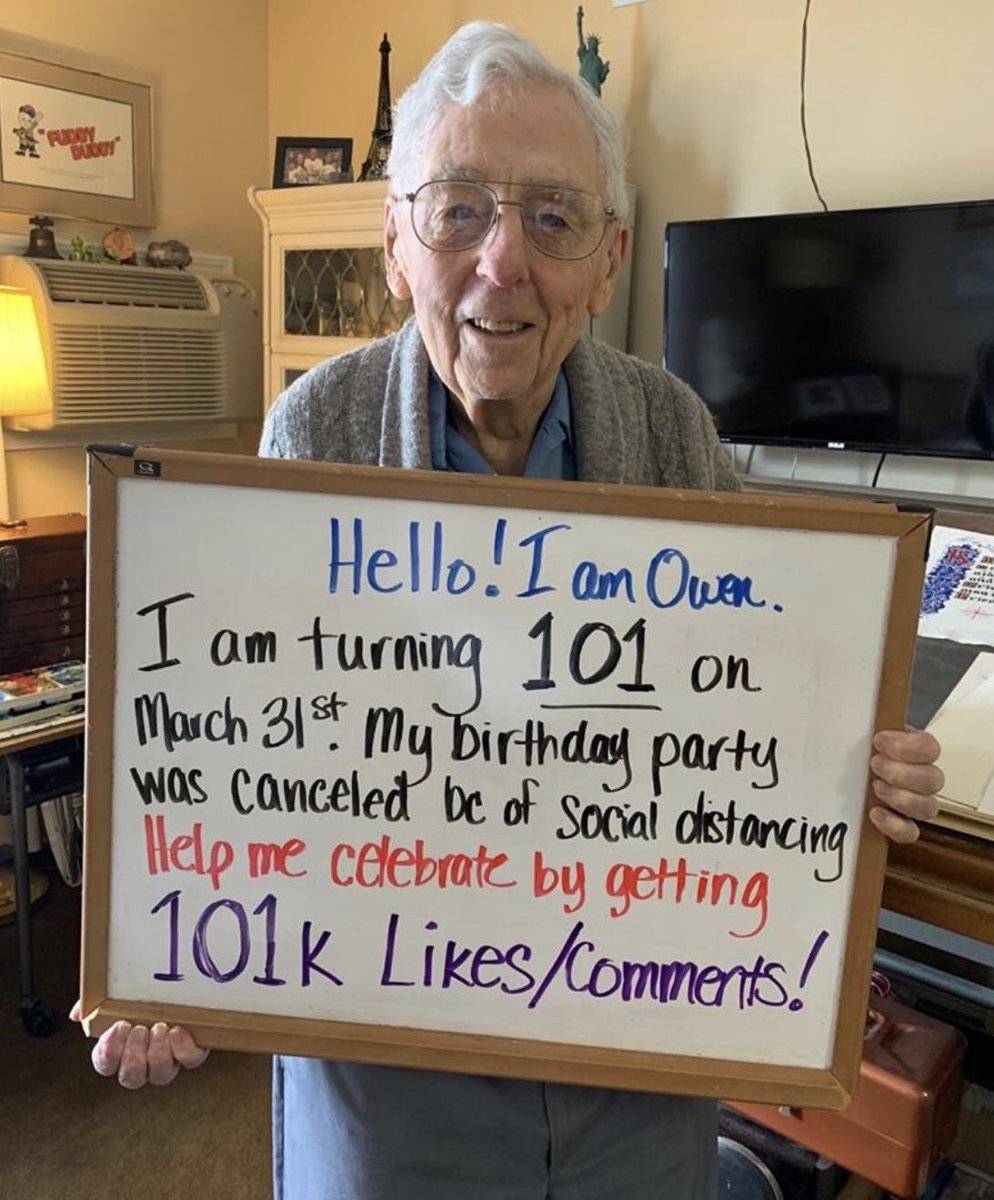 "FUDDY
DUDDY"
Hello! I am Owen.
I am turning 101 on
March 31st. My birthday party
was canceled bc of social distancing
Help me celebrate by getting
101k Likes/Comments!
RCA